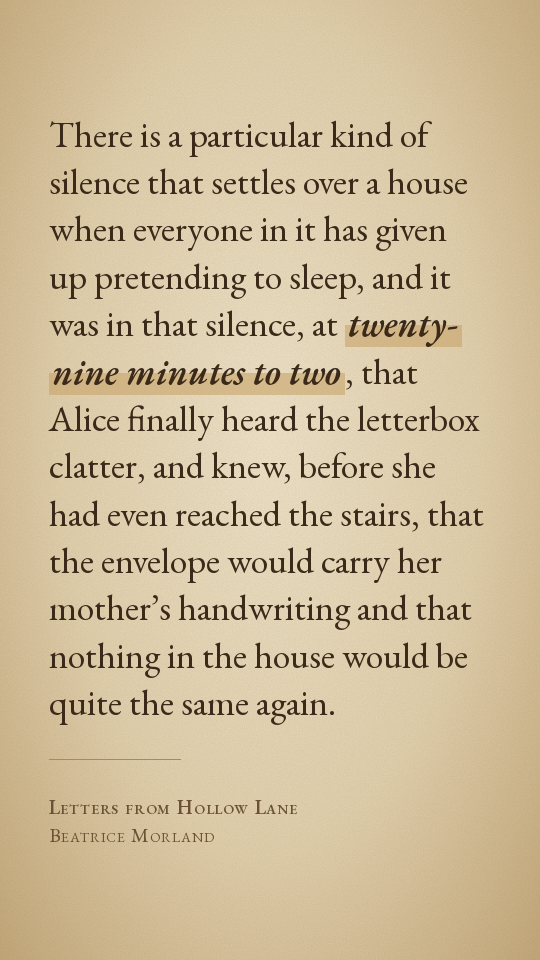 There is a particular kind of
silence that settles over a house
when everyone in it has given
up pretending to sleep, and it
was in that silence, at twenty-
nine minutes to two, that
Alice finally heard the letterbox
clatter, and knew, before she
had even reached the stairs, that
the envelope would carry her
mother’s handwriting and that
nothing in the house would be
quite the same again.
Letters from Hollow Lane
Beatrice Morland